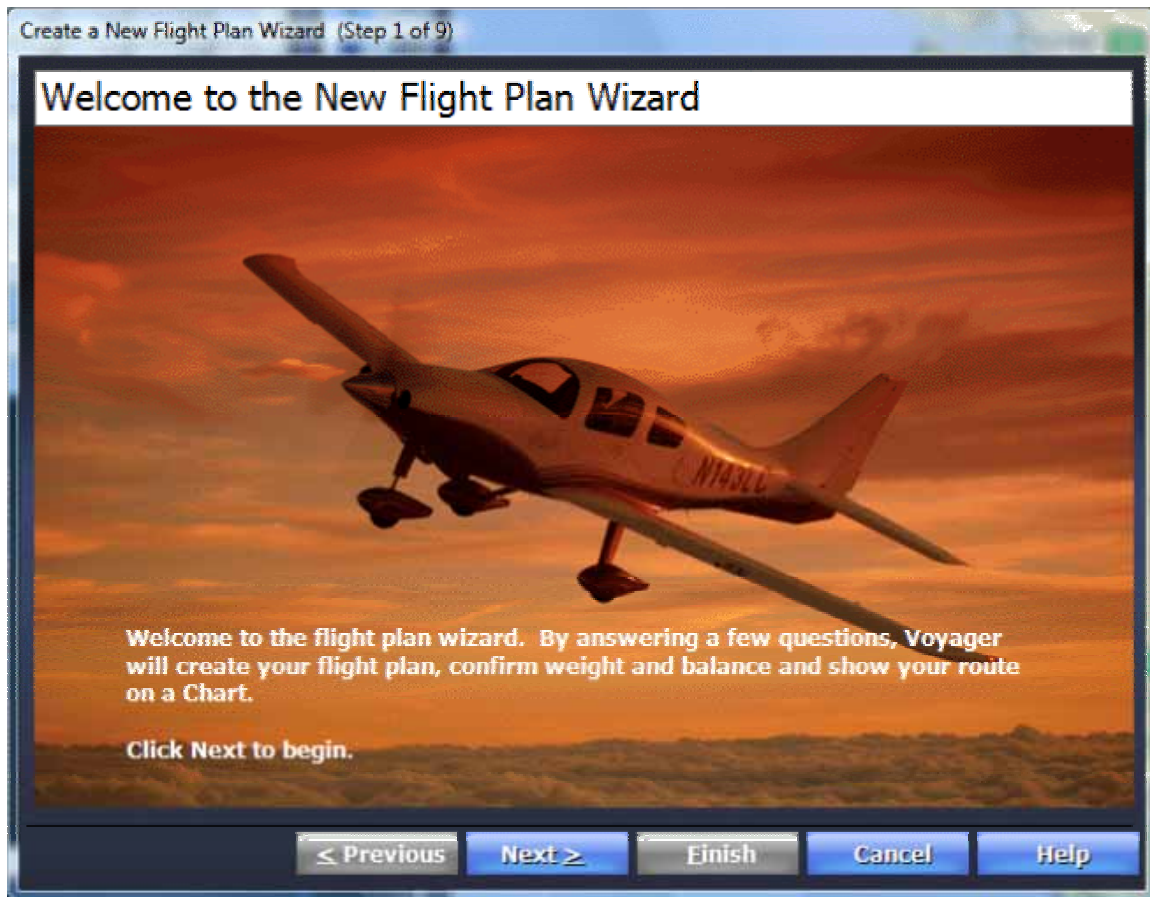 Create a New Flight Plan Wizard (Step 1 of 9)
Welcome to the New Flight Plan Wizard
N143LC
Welcome to the flight plan wizard. By answering a few questions, Voyager
will create your flight plan, confirm weight and balance and show your route
on a Chart.
Click Next to begin.
< Previous Next > Finish Cancel Help